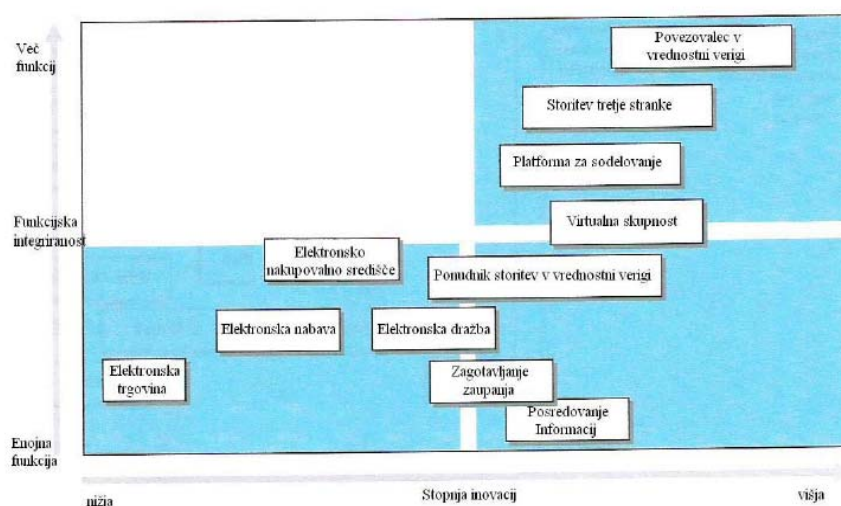 Več
funkcij
Povezovalec v
vrednostni verigi
Storitev tretje stranke
Platforma za sodelovanje
Funkcijska
integriranost
Virtualna skupnost
Elektronsko
nakupovalno središče
Ponudnik storitev v vrednostni verigi
Elektronska nabava
Elektronska dražba
Elektronska
trgovina
Zagotavljanje
zaupanja
Posredovanje
Informacij
Enojna
funkcija
nižja
Stopnja inovacij
višja